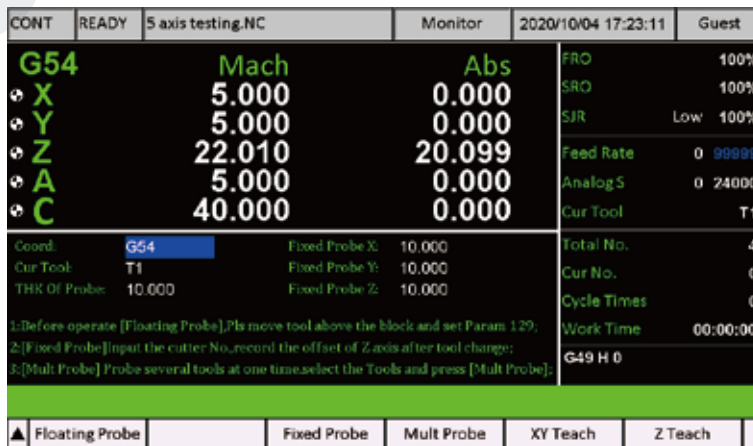 CONT READY 5 axis testing.NC Monitor 2020/10/04 17:23:11 Guest
G54 Mach Abs
X 5.000 0.000
Y 5.000 0.000
Z 22.010 20.099
A 5.000 0.000
C 40.000 0.000
FRO 100%
SRO 100%
SJR Low 100%
Feed Rate 0 99999
Analog S 0 24000
Cur Tool T1
Coord: G54 Fixed Probe X: 10.000
Cur Tool: T1 Fixed Probe Y: 10.000
THK Of Probe: 10.000 Fixed Probe Z: 10.000
1:Before operate [Floating Probe],Pls move tool above the block and set Param 129;
2:[Fixed Probe]Input the cutter No.,record the offset of Z axis after tool change;
3:[Mult Probe] Probe several tools at one time,select the Tools and press [Mult Probe];
Total No.
Cur No.
Cycle Times
Work Time 00:00:00
G49 H 0
Floating Probe Fixed Probe Mult Probe XY Teach Z Teach